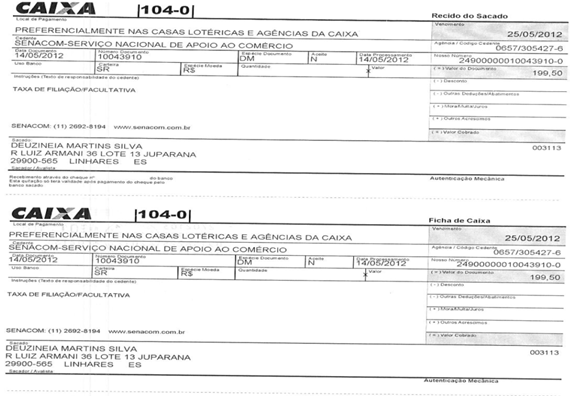 CAIXA |104-0| Recido do Sacado
Local de Pagamento Vencimento
PREFERENCIALMENTE NAS CASAS LOTÉRICAS E AGÊNCIAS DA CAIXA 25/05/2012
Cedente Agência / Código Cedente
SENACOM-SERVIÇO NACIONAL DE APOIO AO COMÉRCIO 0657/305427-6
Data Documento Número Documento Espécie Documento Aceite Data Processamento Nosso Número
14/05/2012 10043910 DM N 14/05/2012 24900000010043910-0
Uso Banco Carteira Espécie Moeda Quantidades Valor ( = ) Valor do Documento
SR R$ x 199,50
Instruções (Texto de responsabilidade do cedente) ( - ) Desconto
TAXA DE FILIAÇÃO/FACULTATIVA
( - ) Outras Deduções/Abatimentos
( + ) Mora/Multa/Juros
( + ) Outros Acrescimos
SENACOM: (11) 2692-8194 www.senacom.com.br
( = ) Valor Cobrado
Sacado
DEUZINEIA MARTINS SILVA 003113
R LUIZ ARMANI 36 LOTE 13 JUPARANA
29900-565 LINHARES ES
Sacador / Avalista
Recebimento através do cheque nº do banco Autenticação Mecânica
Esta quitação só terá validade após pagamento do cheque pelo
banco sacado
CAIXA |104-0| Ficha de Caixa
Local de Pagamento Vencimento
PREFERENCIALMENTE NAS CASAS LOTÉRICAS E AGÊNCIAS DA CAIXA 25/05/2012
Cedente Agência / Código Cedente
SENACOM-SERVIÇO NACIONAL DE APOIO AO COMÉRCIO 0657/305427-6
Data Documento Número Documento Espécie Documento Aceite Data Processamento Nosso Número
14/05/2012 10043910 DM N 14/05/2012 24900000010043910-0
Uso Banco Carteira Espécie Moeda Quantidade Valor ( = ) Valor do Documento
SR R$ x 199,50
Instruções (Texto de responsabilidade do cedente) ( - ) Desconto
TAXA DE FILIAÇÃO/FACULTATIVA
( - ) Outras Deduções/Abatimentos
( + ) Mora/Multa/Juros
( + ) Outros Acrescimos
SENACOM: (11) 2692-8194 www.senacom.com.br
( = ) Valor Cobrado
Sacado
DEUZINEIA MARTINS SILVA 003113
R LUIZ ARMANI 36 LOTE 13 JUPARANA
29900-565 LINHARES ES
Sacador / Avalista
Autenticação Mecânica